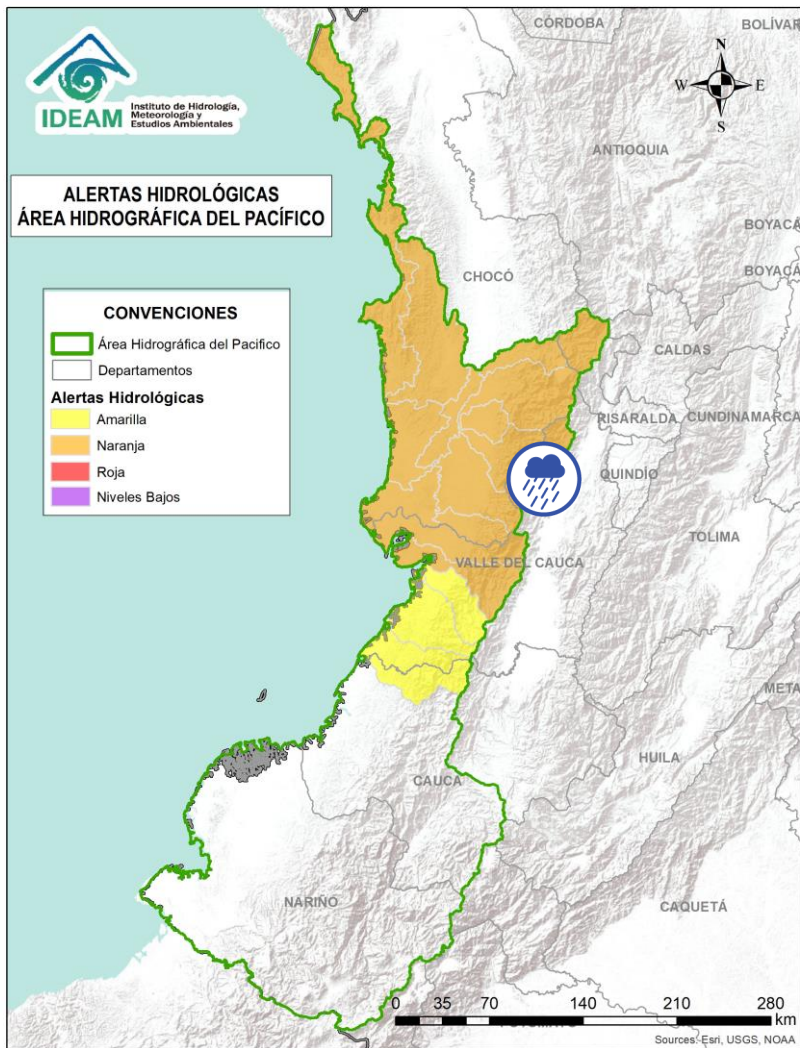 IDEAM
Instituto de Hidrología,
Meteorología y
Estudios Ambientales
ALERTAS HIDROLÓGICAS
ÁREA HIDROGRÁFICA DEL PACÍFICO
CONVENCIONES
Área Hidrográfica del Pacifico
Departamentos
Alertas Hidrológicas
Amarilla
Naranja
Roja
Niveles Bajos
CÓRDOBA
BOLÍVAR
N
W
E
S
ANTIOQUIA
BOYACÁ
BOYACÁ
CHOCÓ
CALDAS
RISARALDA
CUNDINAMARCA
QUINDÍO
TOLIMA
VALLE DEL CAUCA
META
HUILA
CAUCA
NARIÑO
CAQUETÁ
0 35 70 140 210 280
km
Sources: Esri, USGS, NOAA